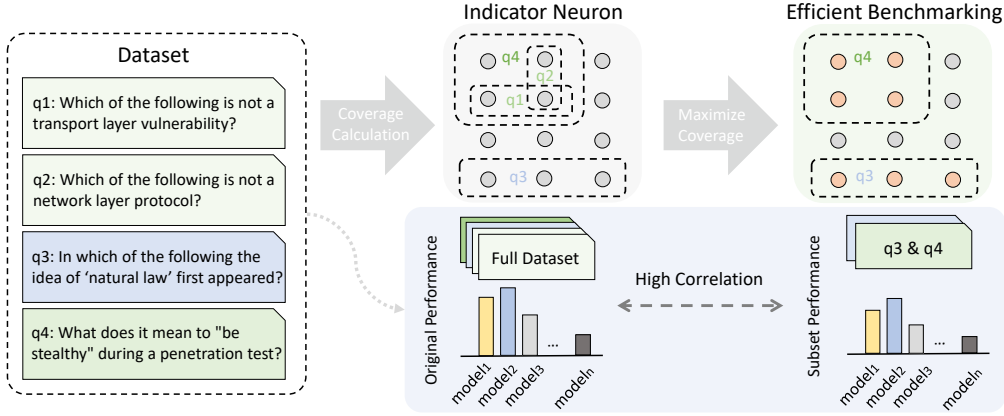 Dataset
q1: Which of the following is not a
transport layer vulnerability?
q2: Which of the following is not a
network layer protocol?
q3: In which of the following the
idea of ‘natural law’ first appeared?
q4: What does it mean to "be
stealthy" during a penetration test?
Coverage
Calculation
Indicator Neuron
q4
q2
q1
q3
Maximize
Coverage
Efficient Benchmarking
q4
q3
Original Performance
Full Dataset
model1
model2
model3
...
modeln
High Correlation
Subset Performance
q3 & q4
model1
model2
model3
...
modeln